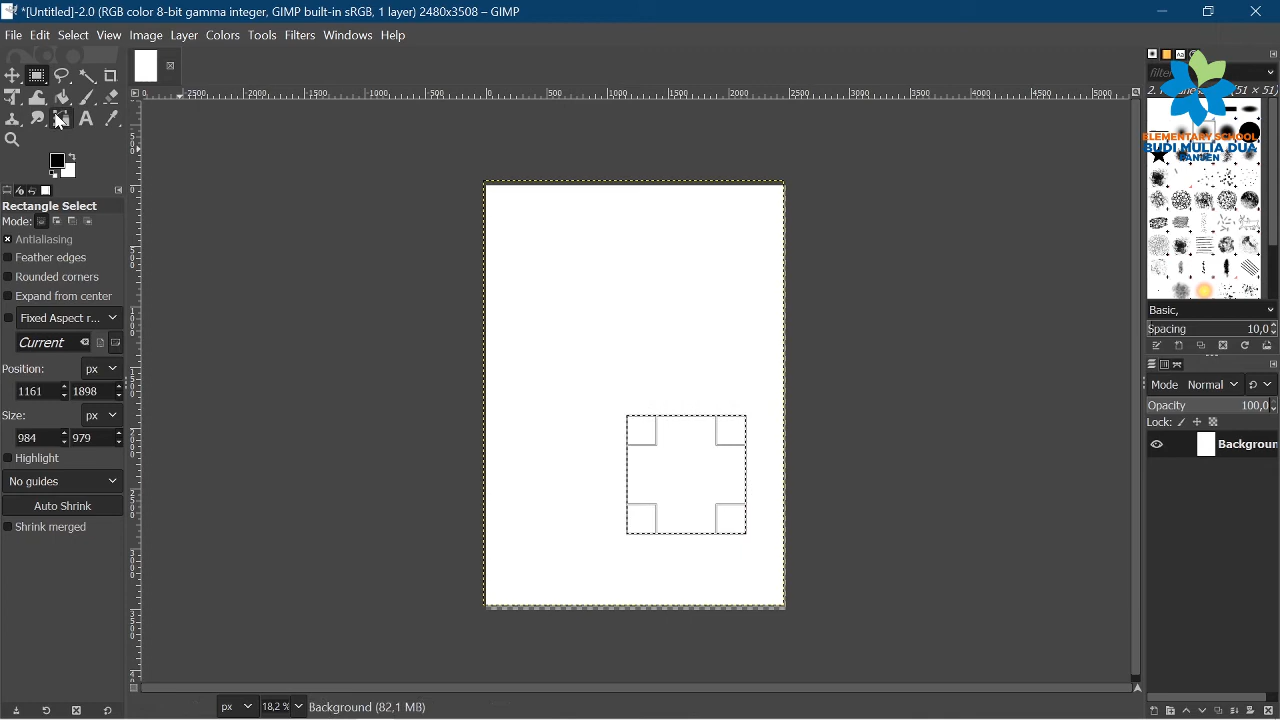 *[Untitled]-2.0 (RGB color 8-bit gamma integer, GIMP built-in sRGB, 1 layer) 2480x3508 – GIMP
File Edit Select View Image Layer Colors Tools Filters Windows Help
filter
ELEMENTARY SCHOOL
BUDI MULIA DUA
Rectangle Select
Mode:
Antialiasing
Feather edges
Rounded corners
Expand from center
Fixed Aspect r...
Current
Position: px
1161 1898
Size: px
984 979
Highlight
No guides
Auto Shrink
Shrink merged
Basic,
Spacing 10,0
Mode Normal
Opacity 100,0
Lock:
Backgroun
px 18,2 % Background (82,1 MB)